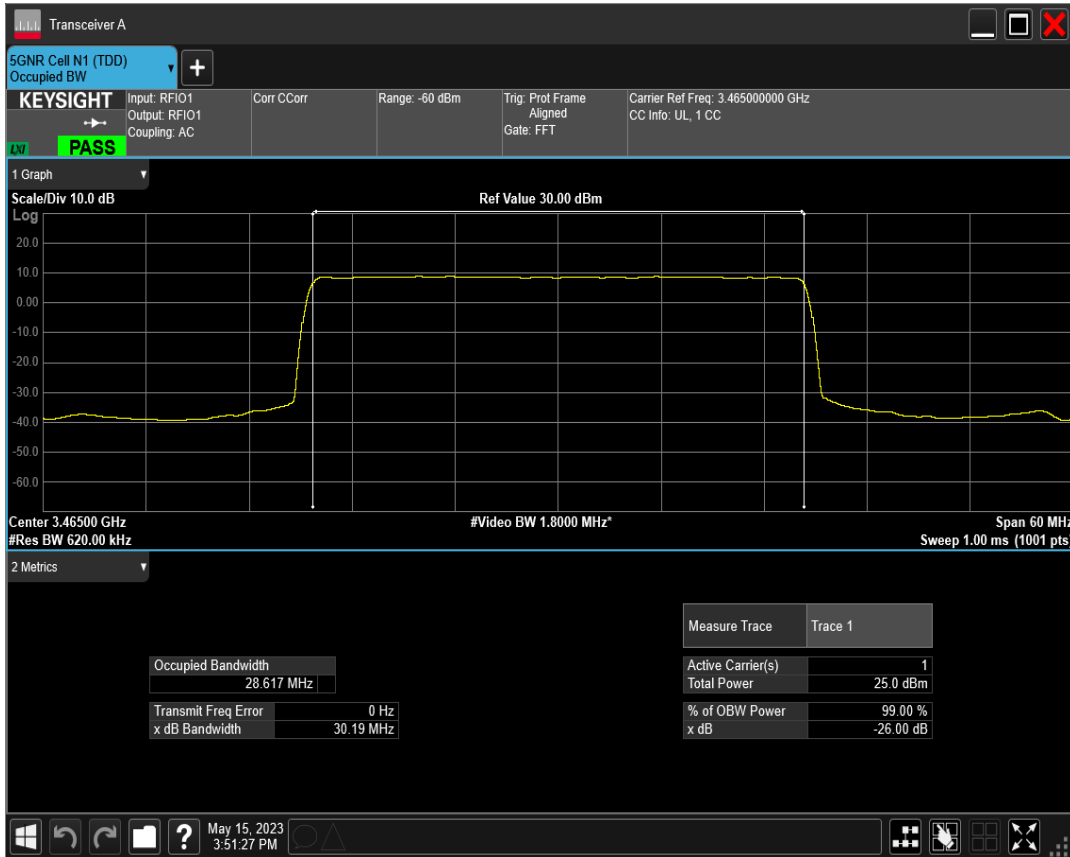 Transceiver A
5GNR Cell N1 (TDD)
Occupied BW
+
KEYSIGHT
LXI
PASS
Input: RFIO1
Output: RFIO1
Coupling: AC
Corr CCorr
Range: -60 dBm
Trig: Prot Frame
Aligned
Gate: FFT
Carrier Ref Freq: 3.465000000 GHz
CC Info: UL, 1 CC
1 Graph
Scale/Div 10.0 dB
Ref Value 30.00 dBm
Log
20.0
10.0
0.00
-10.0
-20.0
-30.0
-40.0
-50.0
-60.0
Center 3.46500 GHz
#Video BW 1.8000 MHz*
Span 60 MHz
#Res BW 620.00 kHz
Sweep 1.00 ms (1001 pts)
2 Metrics
Measure Trace Trace 1
Occupied Bandwidth
28.617 MHz
Active Carrier(s) 1
Total Power 25.0 dBm
Transmit Freq Error 0 Hz
x dB Bandwidth 30.19 MHz
% of OBW Power 99.00 %
x dB -26.00 dB
?
May 15, 2023
3:51:27 PM